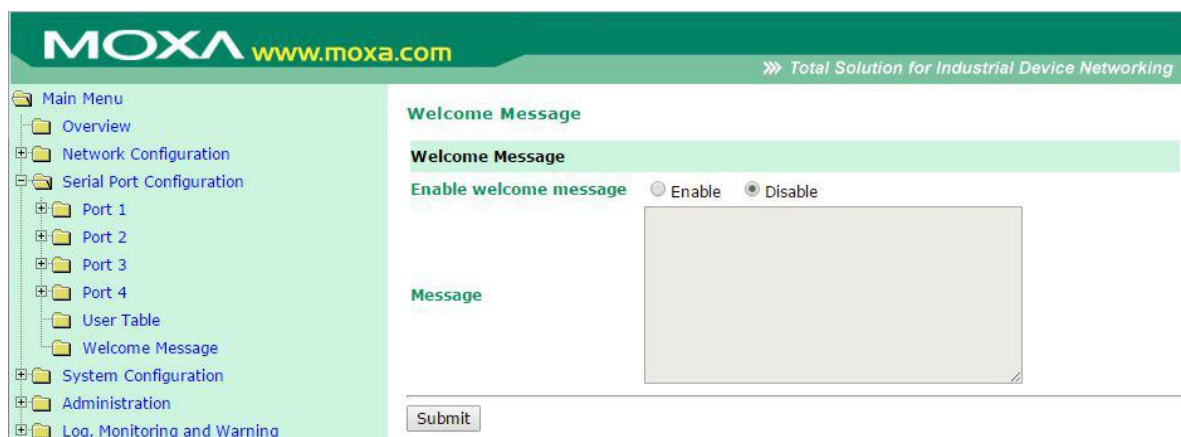 MOXA www.moxa.com
Total Solution for Industrial Device Networking
Main Menu
Overview
Network Configuration
Serial Port Configuration
Port 1
Port 2
Port 3
Port 4
User Table
Welcome Message
System Configuration
Administration
Log, Monitoring and Warning
Welcome Message
Welcome Message
Enable welcome message Enable Disable
Message
Submit